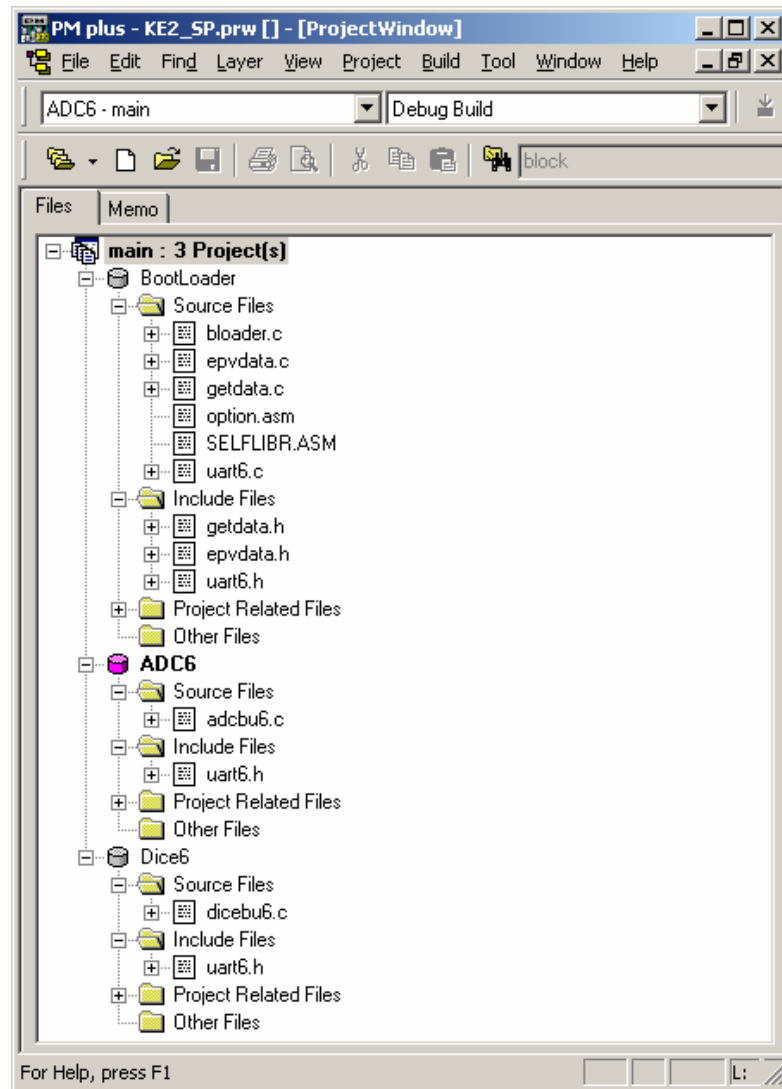 PM plus - KE2_SP.prw [] - [ProjectWindow]
File Edit Find Layer View Project Build Tool Window Help
ADC6 - main Debug Build
block
Files Memo
main : 3 Project(s)
BootLoader
Source Files
bloader.c
epvdata.c
getdata.c
option.asm
SELFLIBR.ASM
uart6.c
Include Files
getdata.h
epvdata.h
uart6.h
Project Related Files
Other Files
ADC6
Source Files
adcbu6.c
Include Files
uart6.h
Project Related Files
Other Files
Dice6
Source Files
dicebu6.c
Include Files
uart6.h
Project Related Files
Other Files
For Help, press F1 L: